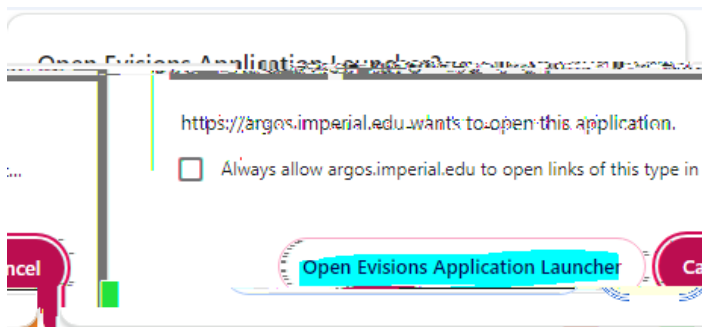 Open Evisions Application Launcher?
https://argos.imperial.edu wants to open this application.
Always allow argos.imperial.edu to open links of this type in
ncel
Open Evisions Application Launcher
Ca